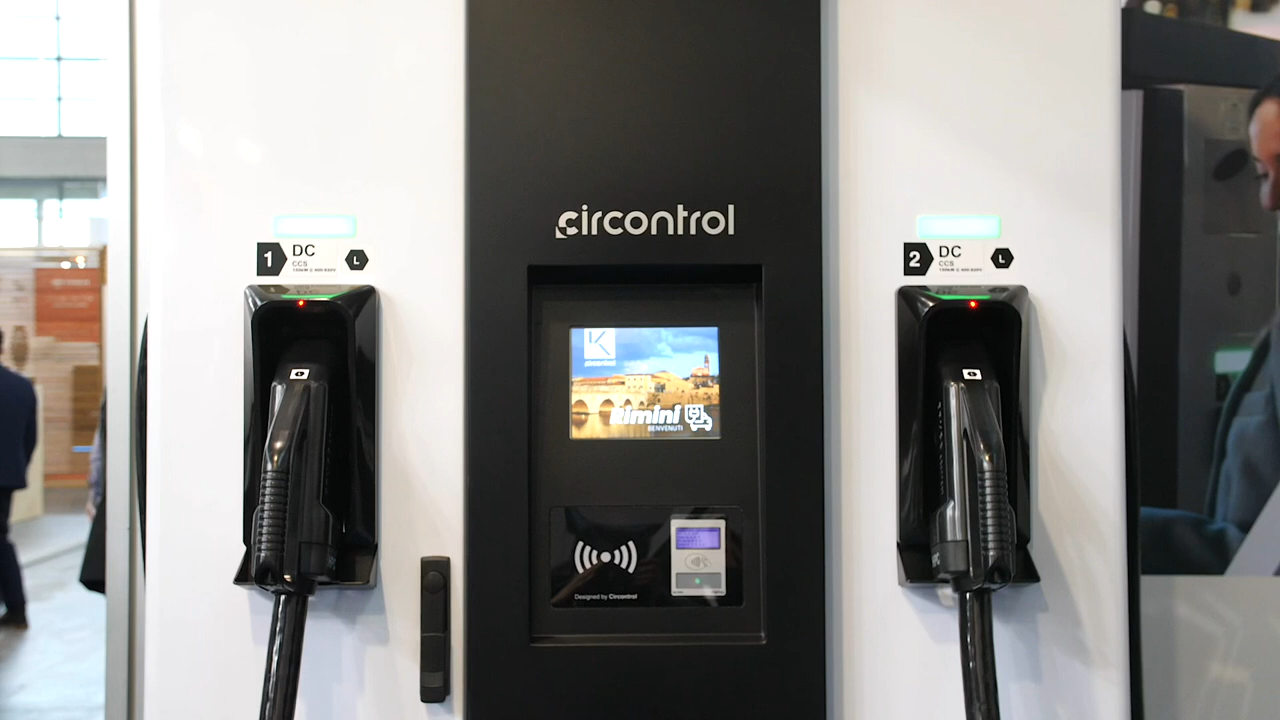 circontrol
1
DC
CCS
L
2
DC
CCS
L
Rimini
BENVENUTI
Designed by Circontrol